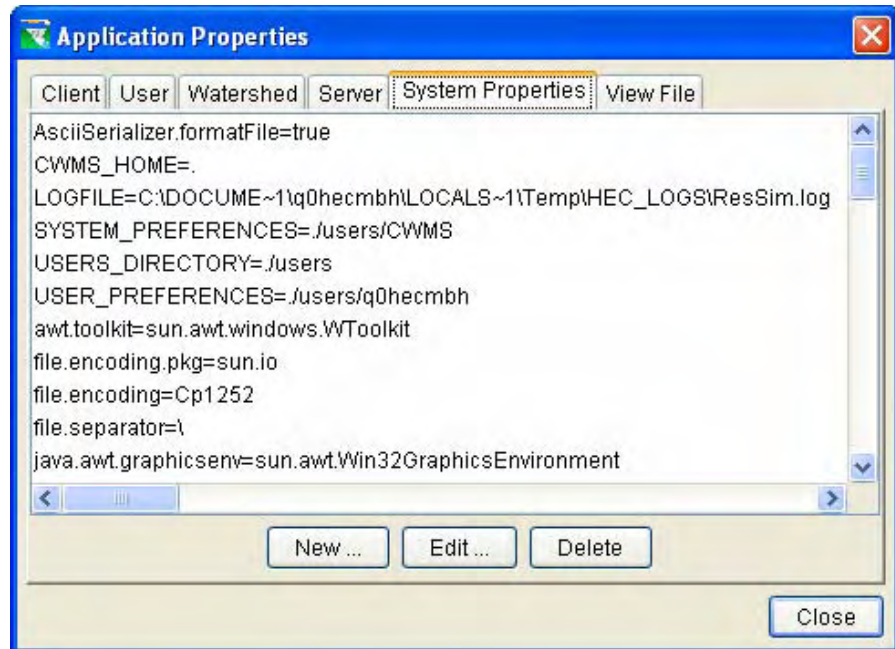 Application Properties
Client User Watershed Server System Properties View File
AsciiSerializer.formatFile=true
CWMS_HOME=.
LOGFILE=C:\DOCUME~1\q0hecmbh\LOCALS~1\Temp\HEC_LOGS\ResSim.log
SYSTEM_PREFERENCES=./users/CWMS
USERS_DIRECTORY=./users
USER_PREFERENCES=./users/q0hecmbh
awt.toolkit=sun.awt.windows.WToolkit
file.encoding.pkg=sun.io
file.encoding=Cp1252
file.separator=\
java.awt.graphicsenv=sun.awt.Win32GraphicsEnvironment
New ... Edit ... Delete
Close